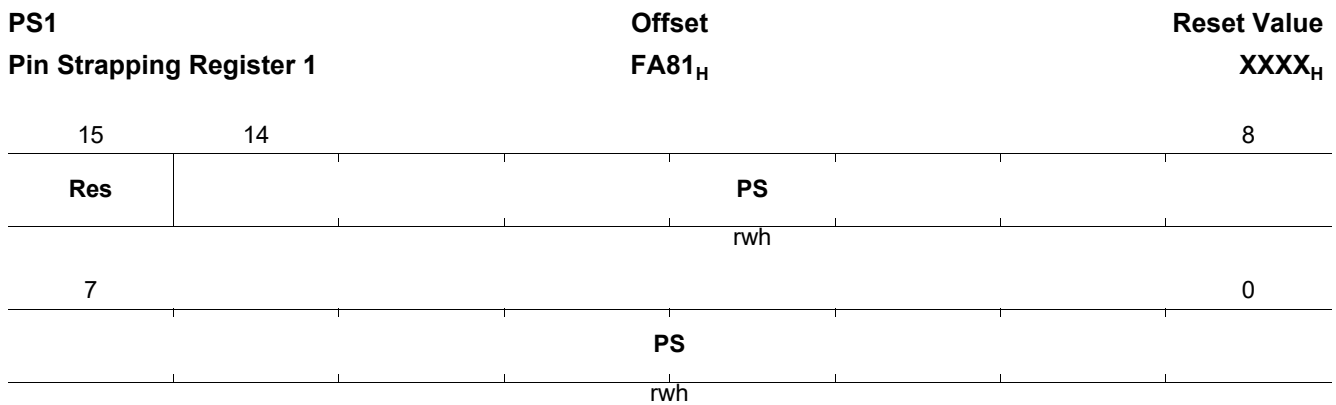 PS1 Offset Reset Value
Pin Strapping Register 1 FA81H XXXXH
15 14 8
Res PS
rwh
7 0
PS
rwh